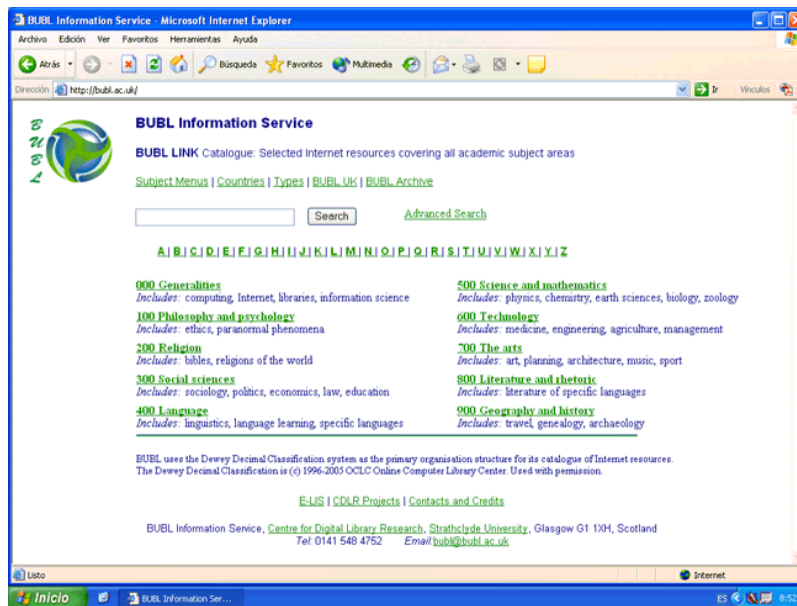 BUBL Information Service - Microsoft Internet Explorer
Archivo Edición Ver Favoritos Herramientas Ayuda
Atrás Búsqueda Favoritos Multimedia
Dirección http://bubl.ac.uk/ Ir Vínculos
BUBL
BUBL Information Service
BUBL LINK Catalogue: Selected Internet resources covering all academic subject areas
Subject Menus | Countries | Types | BUBL UK | BUBL Archive
Search Advanced Search
A | B | C | D | E | F | G | H | I | J | K | L | M | N | O | P | Q | R | S | T | U | V | W | X | Y | Z
000 Generalities
Includes: computing, Internet, libraries, information science
100 Philosophy and psychology
Includes: ethics, paranormal phenomena
200 Religion
Includes: bibles, religions of the world
300 Social sciences
Includes: sociology, politics, economics, law, education
400 Language
Includes: linguistics, language learning, specific languages
500 Science and mathematics
Includes: physics, chemistry, earth sciences, biology, zoology
600 Technology
Includes: medicine, engineering, agriculture, management
700 The arts
Includes: art, planning, architecture, music, sport
800 Literature and rhetoric
Includes: literature of specific languages
900 Geography and history
Includes: travel, genealogy, archaeology
BUBL uses the Dewey Decimal Classification system as the primary organisation structure for its catalogue of Internet resources.
The Dewey Decimal Classification is (c) 1996-2005 OCLC Online Computer Library Center. Used with permission.
E-LIS | CDLR Projects | Contacts and Credits
BUBL Information Service, Centre for Digital Library Research, Strathclyde University, Glasgow G1 1XH, Scotland
Tel: 0141 548 4752 Email: bubl@bubl.ac.uk
Listo Internet
Inicio BUBL Information Ser... ES 8:52